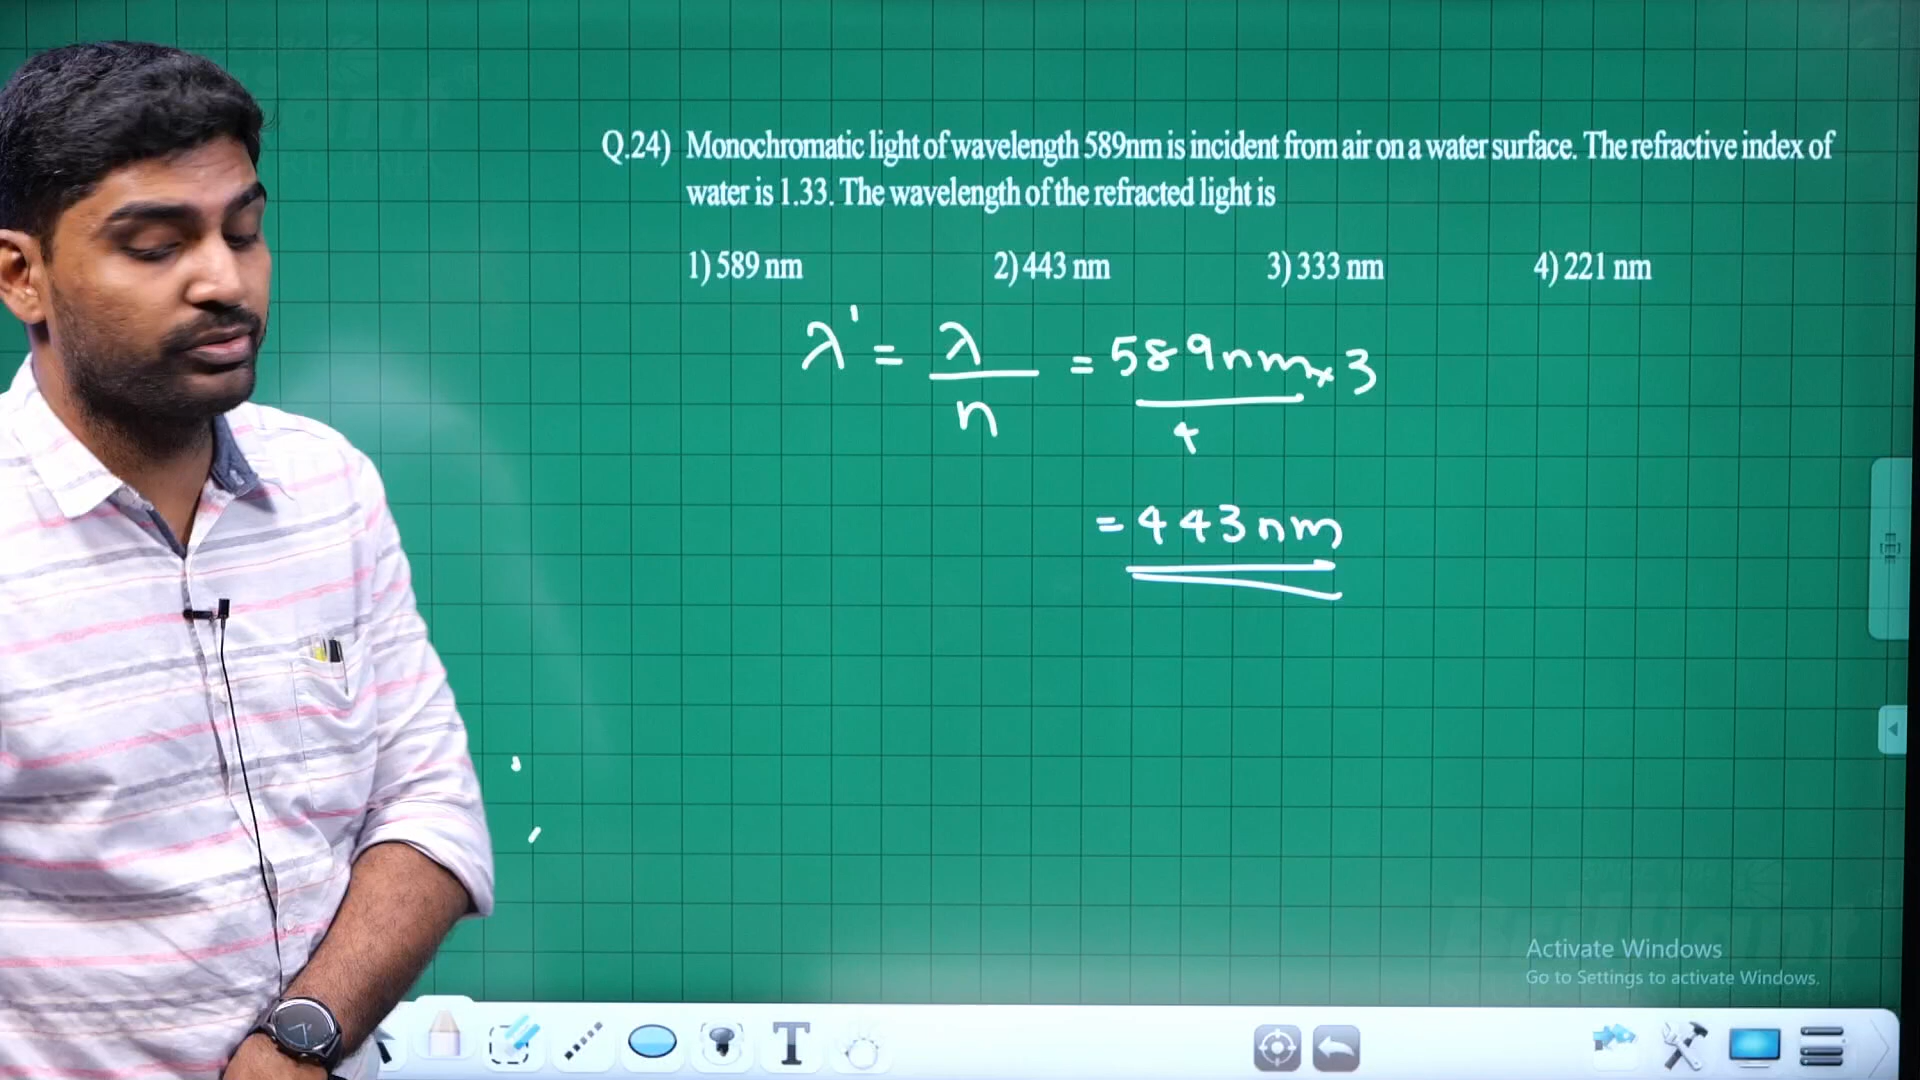 Q.24) Monochromatic light of wavelength 589nm is incident from air on a water surface. The refractive index of
water is 1.33. The wavelength of the refracted light is
1) 589 nm 2) 443 nm 3) 333 nm 4) 221 nm
λ' = λ/n = 589nm × 3/4
= 443nm
Activate Windows
Go to Settings to activate Windows.
T